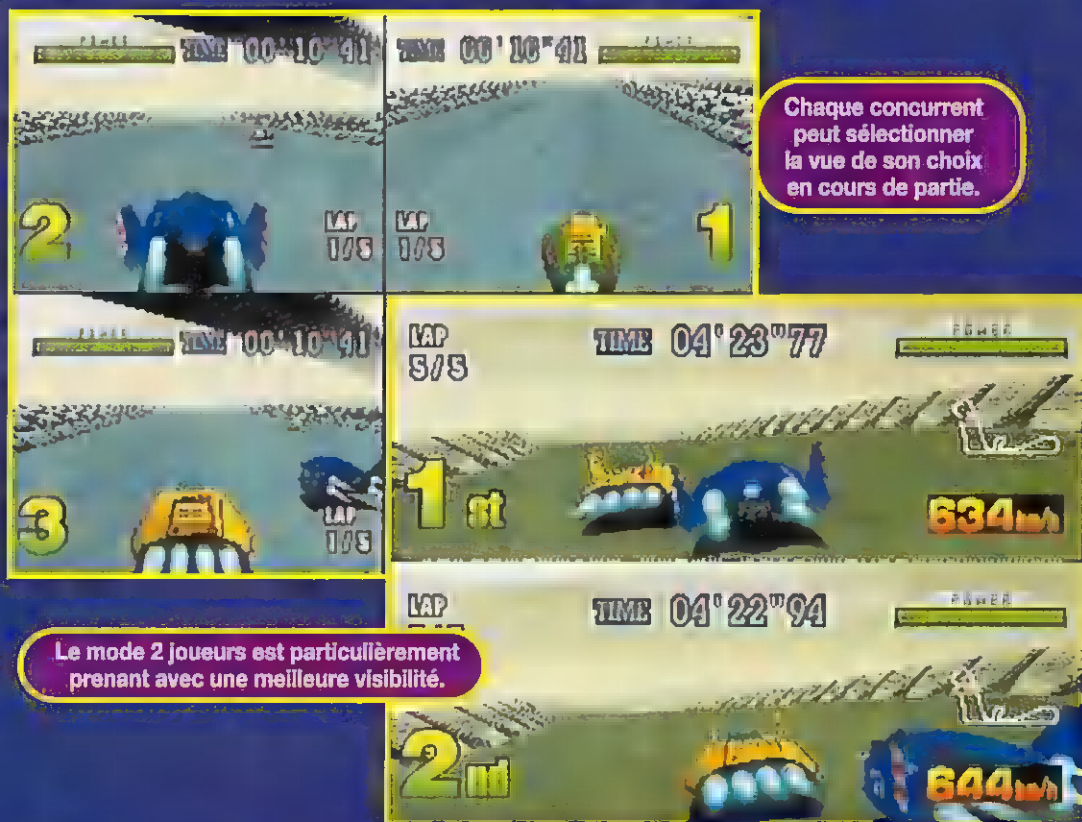 POWER TIME 00'10"41
TIME 00'10"41 POWER
2
LAP
1/5
LAP
1/5
1
Chaque concurrent
peut sélectionner
la vue de son choix
en cours de partie.
TIME 00'10"41
3
LAP
1/5
LAP
5/5
TIME 04'23"77
POWER
1st
634km/h
Le mode 2 joueurs est particulièrement
prenant avec une meilleure visibilité.
LAP
TIME 04'22"94
POWER
2nd
644km/h